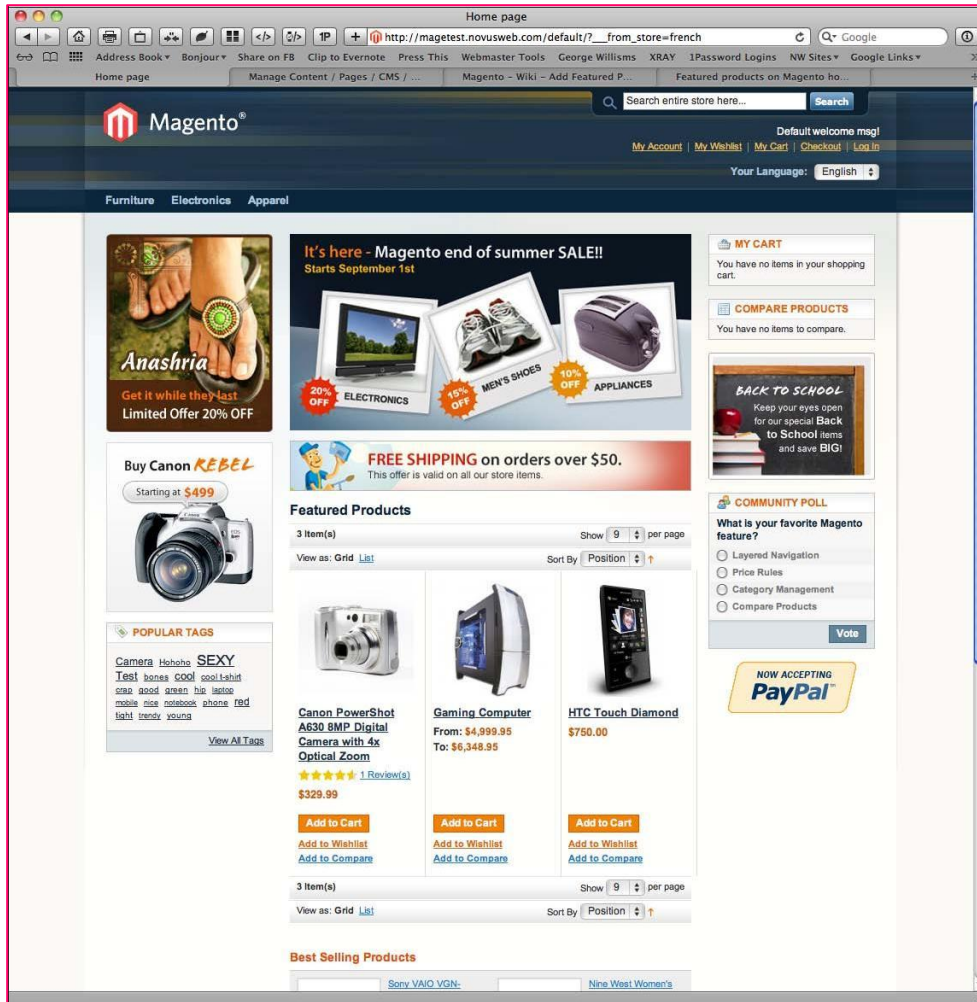 Home page
1P
http://magetest.novusweb.com/default/?___from_store=french
Google
Address Book Bonjour Share on FB Clip to Evernote Press This Webmaster Tools George Willisms XRAY 1Password Logins NW Sites Google Links
Home page
Manage Content / Pages / CMS / ...
Magento - Wiki - Add Featured P...
Featured products on Magento ho...
Magento®
Search entire store here...
Search
Default welcome msg!
My Account | My Wishlist | My Cart | Checkout | Log In
Your Language: English
Furniture Electronics Apparel
Anashria
Get it while they last
Limited Offer 20% OFF
Buy Canon REBEL
Starting at $499
Canon
POPULAR TAGS
Camera Hohoho SEXY
Test bones cool cool t-shirt
crap good green hip laptop
mobile nice notebook phone red
tight trendy young
View All Tags
It's here - Magento end of summer SALE!!
Starts September 1st
20% OFF
ELECTRONICS
15% OFF
MEN'S SHOES
10% OFF
APPLIANCES
FREE SHIPPING on orders over $50.
This offer is valid on all our store items.
Featured Products
3 Item(s)
Show 9 per page
View as: Grid List
Sort By Position
Canon PowerShot
A630 8MP Digital
Camera with 4x
Optical Zoom
1 Review(s)
$329.99
Add to Cart
Add to Wishlist
Add to Compare
Gaming Computer
From: $4,999.95
To: $6,348.95
Add to Cart
Add to Wishlist
Add to Compare
HTC Touch Diamond
$750.00
Add to Cart
Add to Wishlist
Add to Compare
3 Item(s)
Show 9 per page
View as: Grid List
Sort By Position
Best Selling Products
Sony VAIO VGN-
Nine West Women's
MY CART
You have no items in your shopping
cart.
COMPARE PRODUCTS
You have no items to compare.
BACK TO SCHOOL
Keep your eyes open
for our special Back
to School items
and save BIG!
COMMUNITY POLL
What is your favorite Magento
feature?
Layered Navigation
Price Rules
Category Management
Compare Products
Vote
NOW ACCEPTING
PayPal™